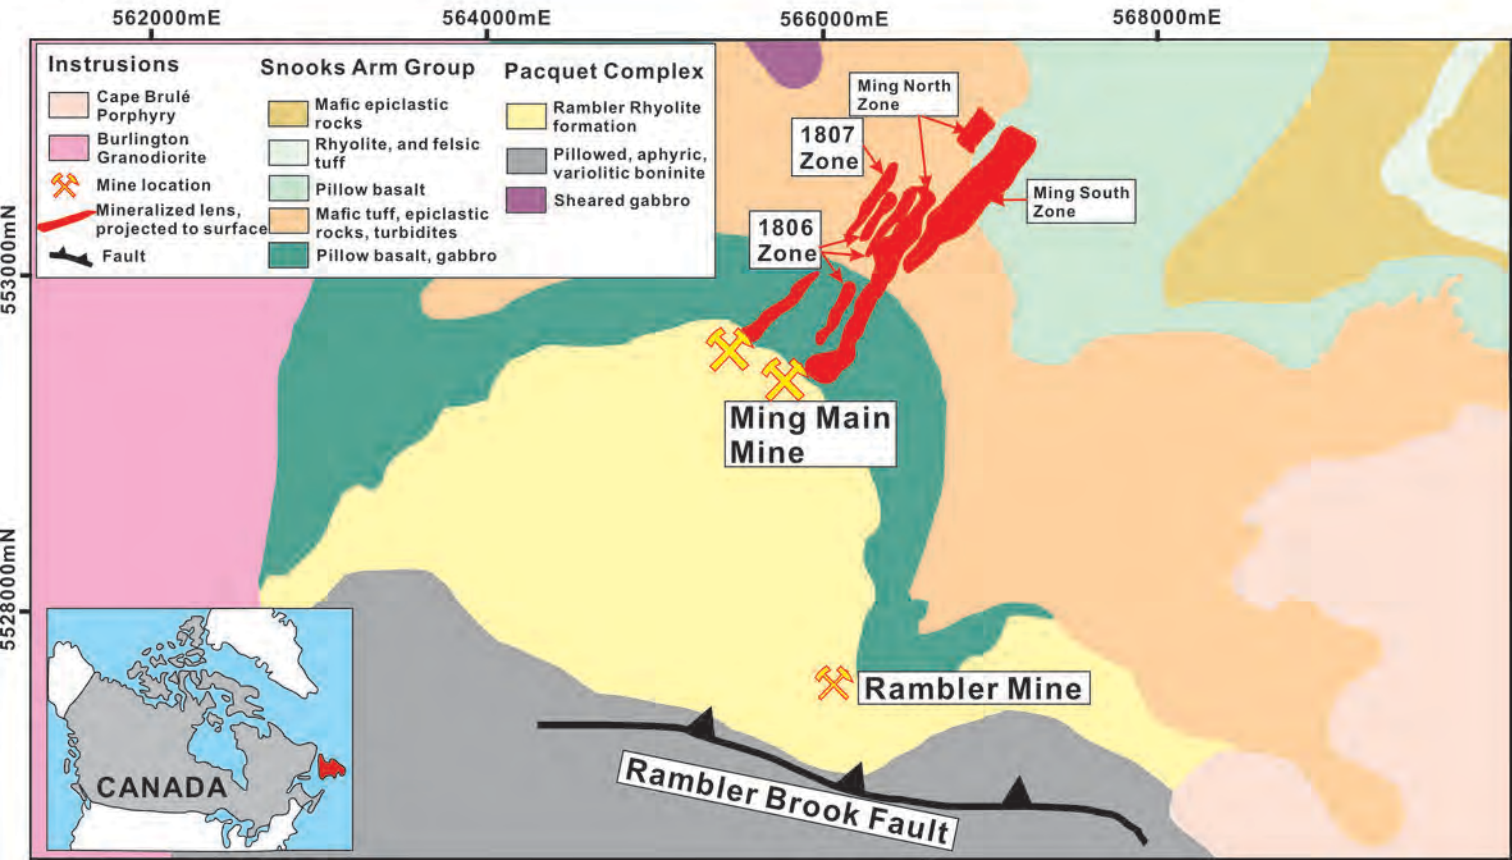 562000mE
564000mE
566000mE
568000mE
553000mN
5528000mN
Instrusions
Cape Brulé
Porphyry
Burlington
Granodiorite
Mine location
Mineralized lens,
projected to surface
Fault
Snooks Arm Group
Mafic epiclastic
rocks
Rhyolite, and felsic
tuff
Pillow basalt
Mafic tuff, epiclastic
rocks, turbidites
Pillow basalt, gabbro
Pacquet Complex
Rambler Rhyolite
formation
Pillowed, aphyric,
variolitic boninite
Sheared gabbro
Ming North
Zone
1807
Zone
Ming South
Zone
1806
Zone
Ming Main
Mine
Rambler Mine
Rambler Brook Fault
CANADA